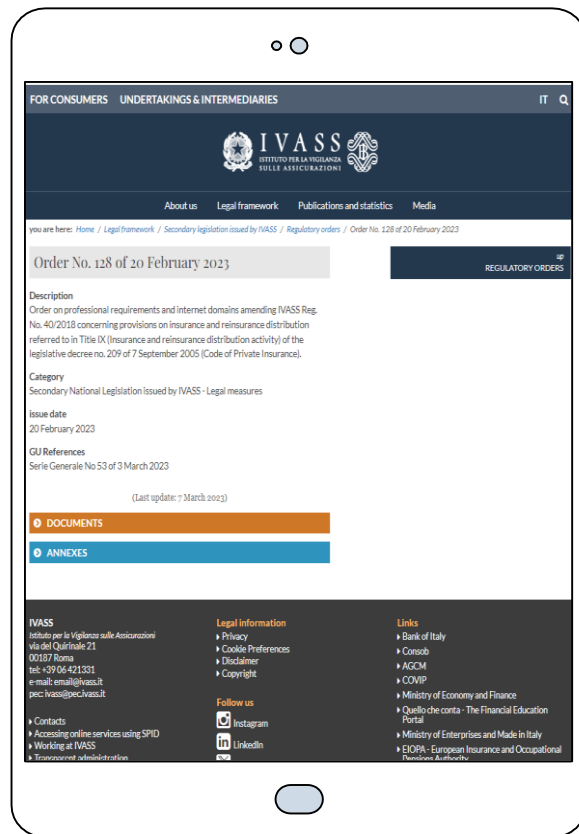 FOR CONSUMERS UNDERTAKINGS & INTERMEDIARIES IT
IVASS
ISTITUTO PER LA VIGILANZA
SULLE ASSICURAZIONI
About us Legal framework Publications and statistics Media
you are here: Home / Legal framework / Secondary legislation issued by IVASS / Regulatory orders / Order No. 128 of 20 February 2023
Order No. 128 of 20 February 2023
up
REGULATORY ORDERS
Description
Order on professional requirements and internet domains amending IVASS Reg.
No. 40/2018 concerning provisions on insurance and reinsurance distribution
referred to in Title IX (Insurance and reinsurance distribution activity) of the
legislative decree no. 209 of 7 September 2005 (Code of Private Insurance).
Category
Secondary National Legislation issued by IVASS - Legal measures
issue date
20 February 2023
GU References
Serie Generale No 53 of 3 March 2023
(Last update: 7 March 2023)
DOCUMENTS
ANNEXES
IVASS
Istituto per la Vigilanza sulle Assicurazioni
via del Quirinale 21
00187 Roma
tel: +39 06 421331
e-mail: email@ivass.it
pec: ivass@pec.ivass.it
Contacts
Accessing online services using SPID
Working at IVASS
Transparent administration
Legal information
Privacy
Cookie Preferences
Disclaimer
Copyright
Follow us
Instagram
LinkedIn
Links
Bank of Italy
Consob
AGCM
COVIP
Ministry of Economy and Finance
Quello che conta - The Financial Education
Portal
Ministry of Enterprises and Made in Italy
EIOPA - European Insurance and Occupational
Pensions Authority